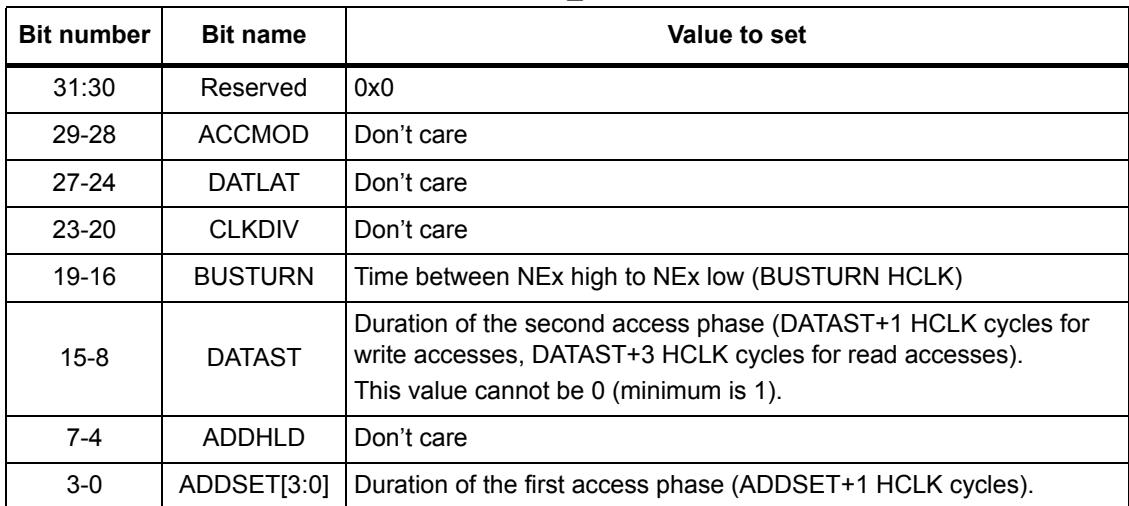 Bit number Bit name Value to set
31:30 Reserved 0x0
29-28 ACCMOD Don't care
27-24 DATLAT Don't care
23-20 CLKDIV Don't care
19-16 BUSTURN Time between NEx high to NEx low (BUSTURN HCLK)
15-8 DATAST Duration of the second access phase (DATAST+1 HCLK cycles for
write accesses, DATAST+3 HCLK cycles for read accesses).
This value cannot be 0 (minimum is 1).
7-4 ADDHLD Don't care
3-0 ADDSET[3:0] Duration of the first access phase (ADDSET+1 HCLK cycles).